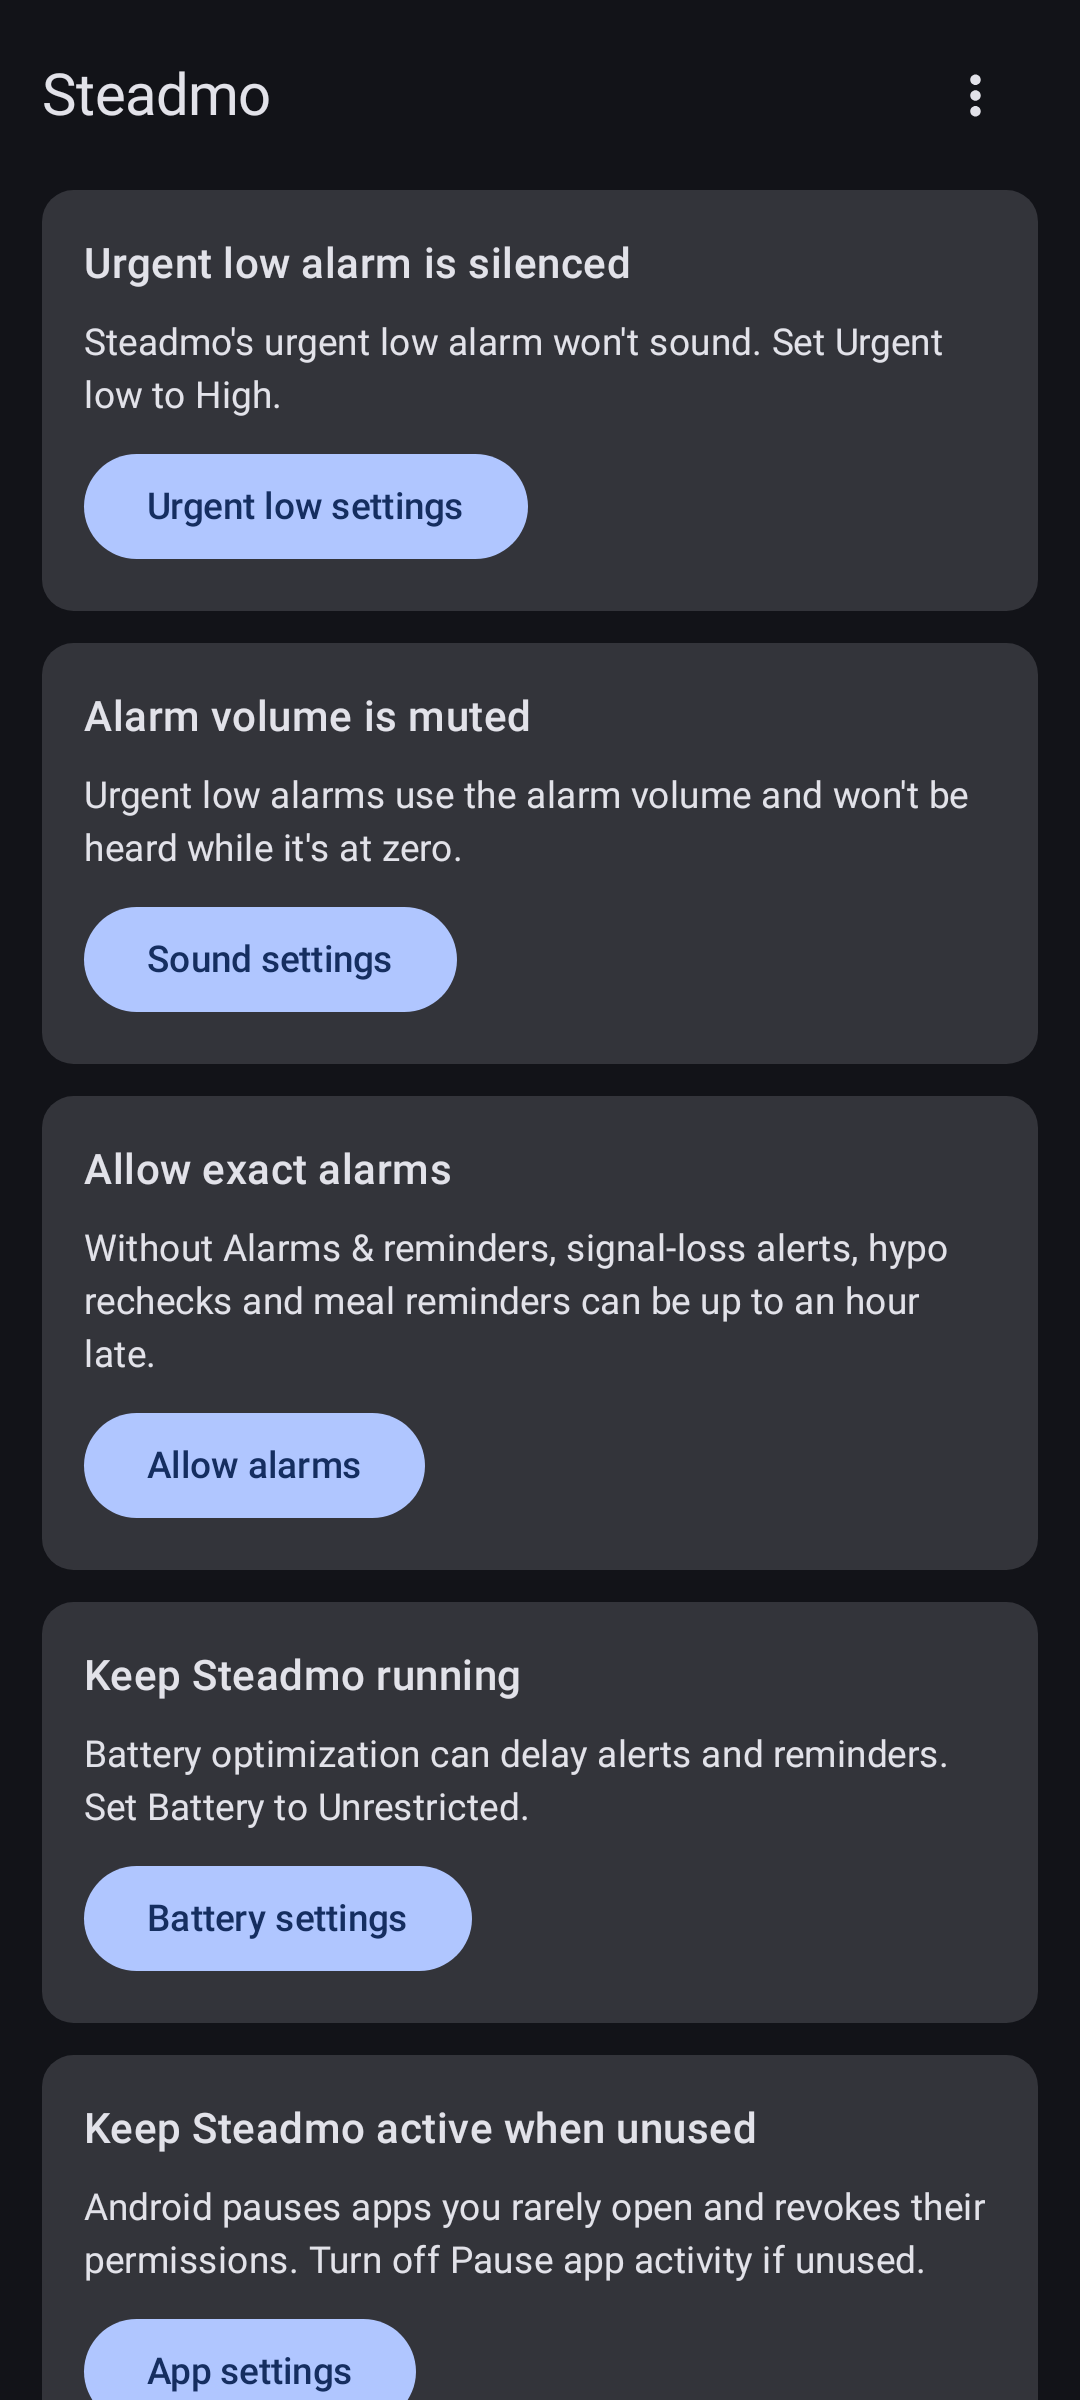 Steadmo
Urgent low alarm is silenced
Steadmo's urgent low alarm won't sound. Set Urgent
low to High.
Urgent low settings
Alarm volume is muted
Urgent low alarms use the alarm volume and won't be
heard while it's at zero.
Sound settings
Allow exact alarms
Without Alarms & reminders, signal-loss alerts, hypo
rechecks and meal reminders can be up to an hour
late.
Allow alarms
Keep Steadmo running
Battery optimization can delay alerts and reminders.
Set Battery to Unrestricted.
Battery settings
Keep Steadmo active when unused
Android pauses apps you rarely open and revokes their
permissions. Turn off Pause app activity if unused.
App settings